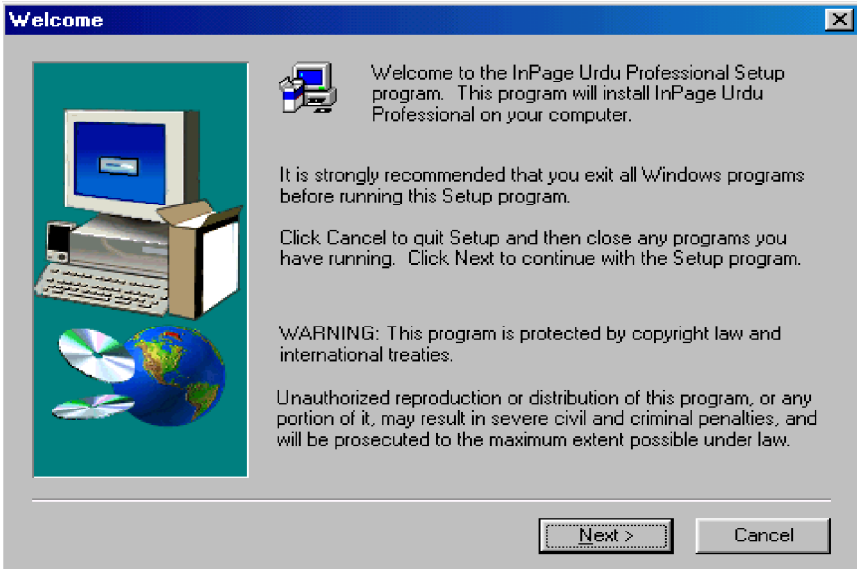 Welcome
Welcome to the InPage Urdu Professional Setup
program. This program will install InPage Urdu
Professional on your computer.
It is strongly recommended that you exit all Windows programs
before running this Setup program.
Click Cancel to quit Setup and then close any programs you
have running. Click Next to continue with the Setup program.
WARNING: This program is protected by copyright law and
international treaties.
Unauthorized reproduction or distribution of this program, or any
portion of it, may result in severe civil and criminal penalties, and
will be prosecuted to the maximum extent possible under law.
Next >
Cancel